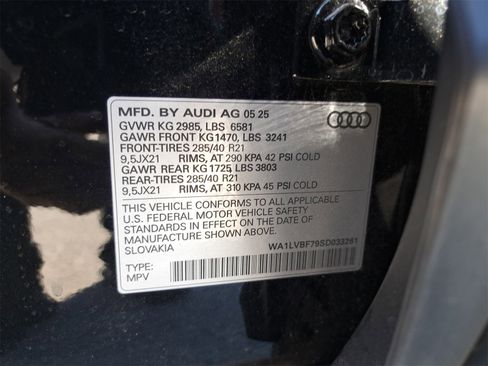 MFD. BY AUDI AG 05 25
GVWR KG 2985, LBS 6581
GAWR FRONT KG1470, LBS 3241
FRONT-TIRES 285/40 R21
9,5JX21 RIMS, AT 290 KPA 42 PSI COLD
GAWR REAR KG1725 LBS 3803
REAR-TIRES 285/40 R21
9,5JX21 RIMS, AT 310 KPA 45 PSI COLD
THIS VEHICLE CONFORMS TO ALL APPLICABLE
U.S. FEDERAL MOTOR VEHICLE SAFETY
STANDARDS IN EFFECT ON THE DATE OF
MANUFACTURE SHOWN ABOVE.
SLOVAKIA
WA1LVBF79SD033261
TYPE:
MPV